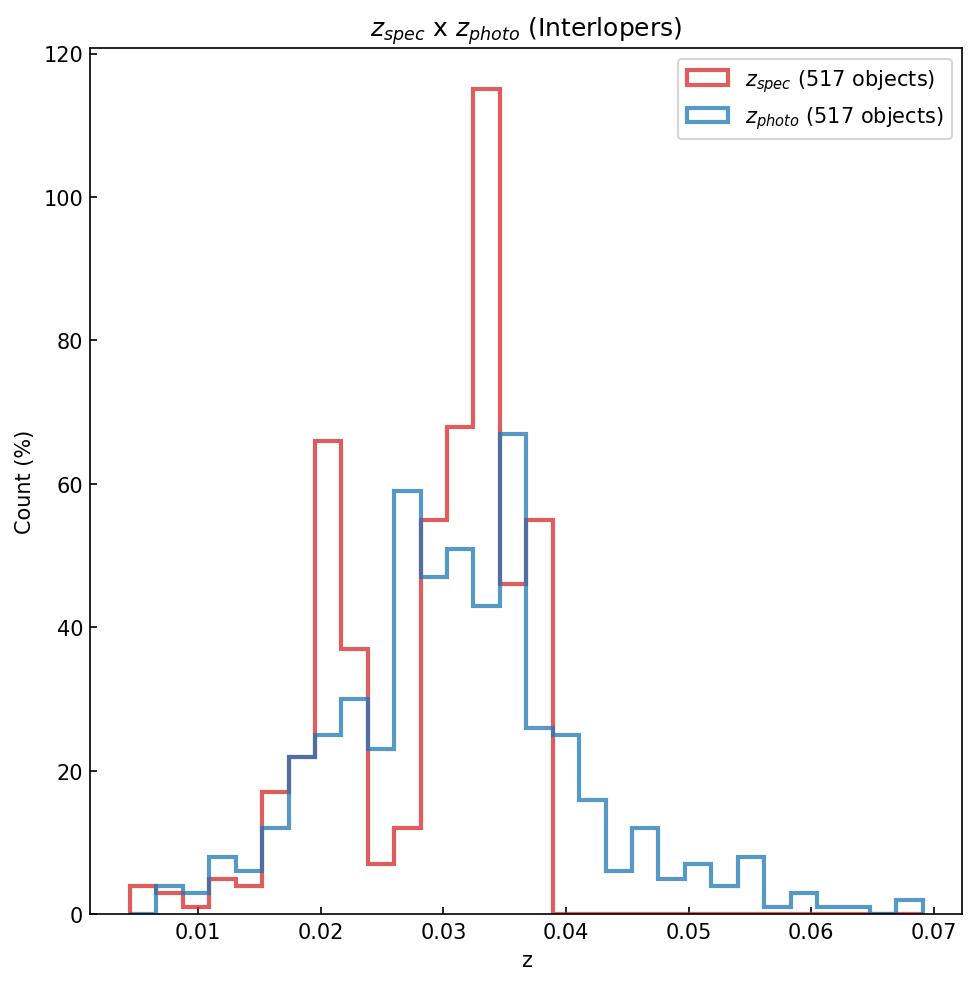 z_spec x z_photo (Interlopers)
z_spec (517 objects)
z_photo (517 objects)
Count (%)
120
100
80
60
40
20
0
0.01 0.02 0.03 0.04 0.05 0.06 0.07
z